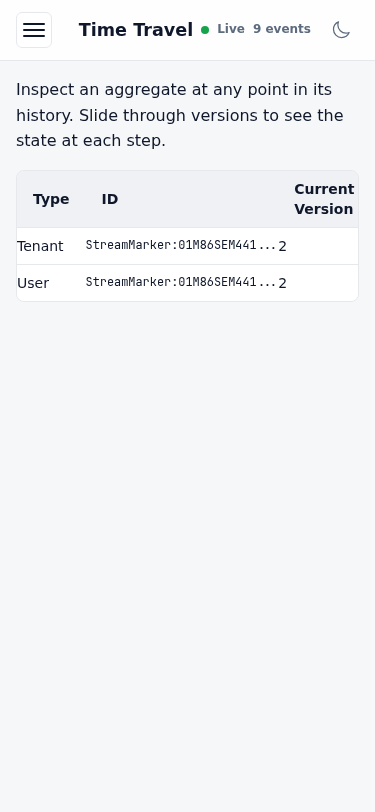 Time Travel Live 9 events
Inspect an aggregate at any point in its
history. Slide through versions to see the
state at each step.
Type ID Current Version
Tenant StreamMarker:01M86SEM441... 2
User StreamMarker:01M86SEM441... 2